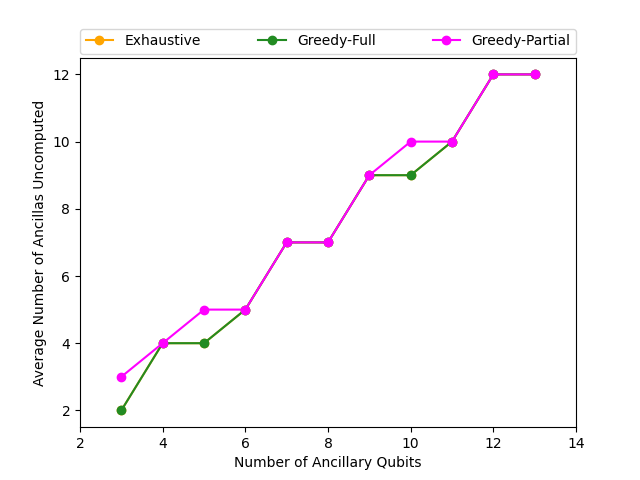 Exhaustive Greedy-Full Greedy-Partial
12
10
8
6
4
2
Average Number of Ancillas Uncomputed
2 4 6 8 10 12 14
Number of Ancillary Qubits